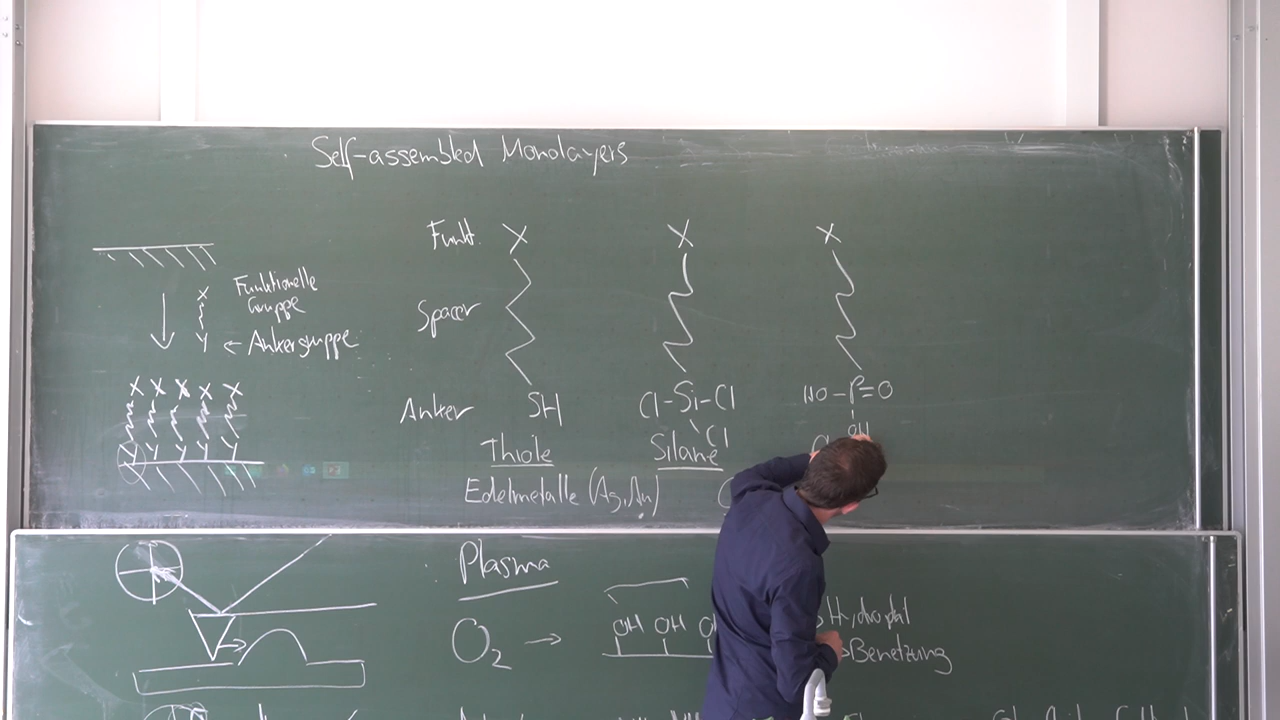 Self-assembled Monolayers
Funktionelle
Gruppe
X
Y ← Ankergruppe
X X X X X
Y Y Y Y Y
Funkt. X X X
Spacer
Anker SH Cl-Si-Cl HO-P=O
Cl OH
Thiole Silane
Edelmetalle (Ag, Au)
Plasma
O2 → OH OH
Hydrophil
Benetzung